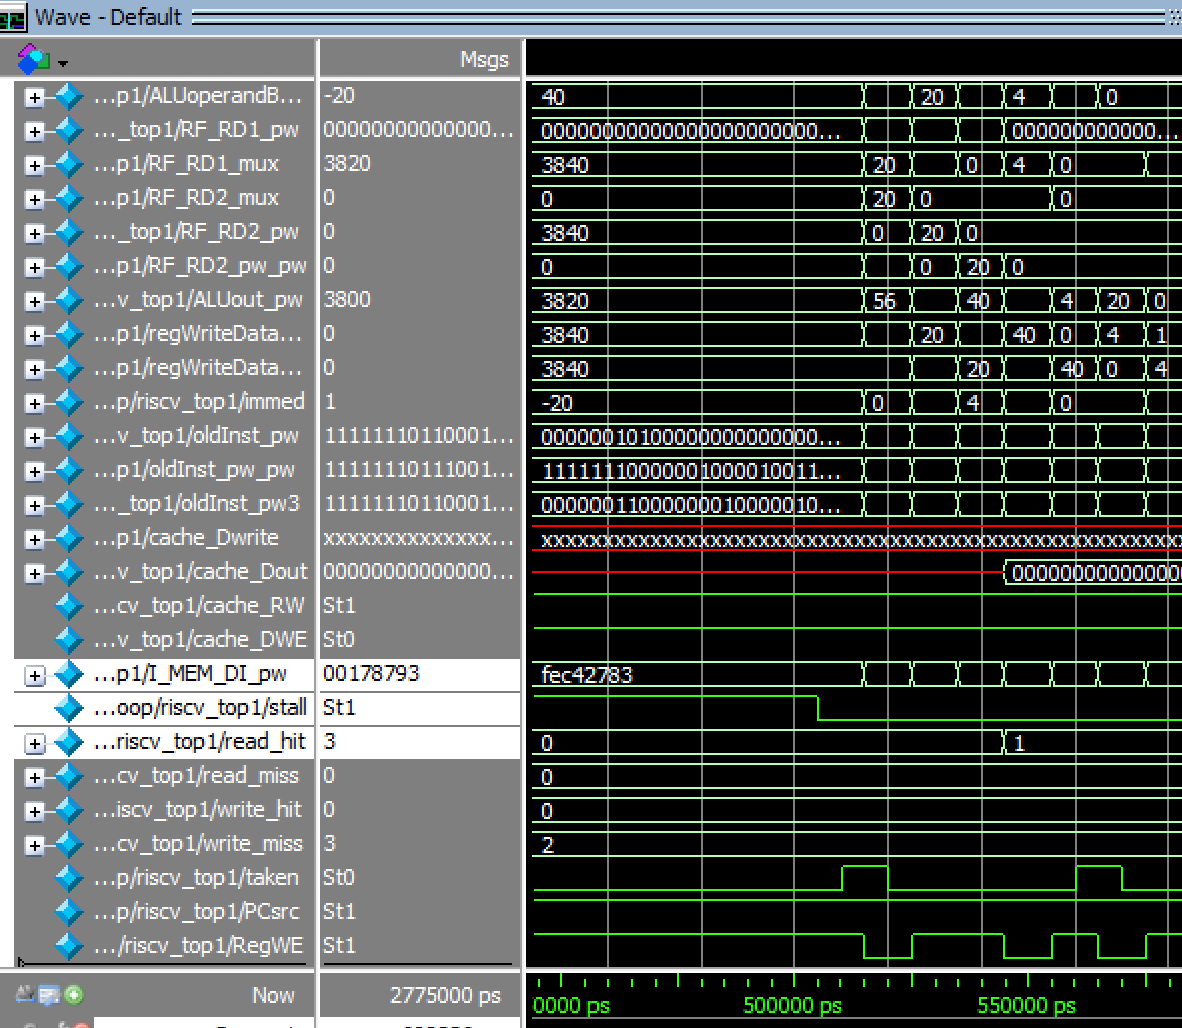 Wave - Default
Msgs
...p1/ALUoperandB... -20 40 20 4 0
..._top1/RF_RD1_pw 00000000000000... 000000000000000000000000... 000000000000...
...p1/RF_RD1_mux 3820 3840 20 0 4 0
...p1/RF_RD2_mux 0 0 20 0 0
..._top1/RF_RD2_pw 0 3840 0 20 0
...p1/RF_RD2_pw_pw 0 0 0 20 0
...v_top1/ALUout_pw 3800 3820 56 40 4 20 0
...p1/regWriteData... 0 3840 20 40 0 4 1
...p1/regWriteData... 0 3840 20 40 0 4
...p/riscv_top1/immed 1 -20 0 4 0
...v_top1/oldInst_pw 11111110110001... 000000101000000000000000...
...p1/oldInst_pw_pw 11111110111001... 11111110000001000010011...
..._top1/oldInst_pw3 11111110110001... 000000110000000010000010...
...p1/cache_Dwrite xxxxxxxxxxxxxx... xxxxxxxxxxxxxxxxxxxxxxxxxxxxxxxxxxxxxxxxxxxxxxxxxxxxx
...v_top1/cache_Dout 00000000000000... 0000000000000000
...cv_top1/cache_RW St1
...v_top1/cache_DWE St0
...p1/I_MEM_DI_pw 00178793 fec42783
...oop/riscv_top1/stall St1
...riscv_top1/read_hit 3 0 1
...cv_top1/read_miss 0 0
...iscv_top1/write_hit 0 0
...cv_top1/write_miss 3 2
...p/riscv_top1/taken St0
...p/riscv_top1/PCsrc St1
.../riscv_top1/RegWE St1
Now 2775000 ps 0000 ps 500000 ps 550000 ps